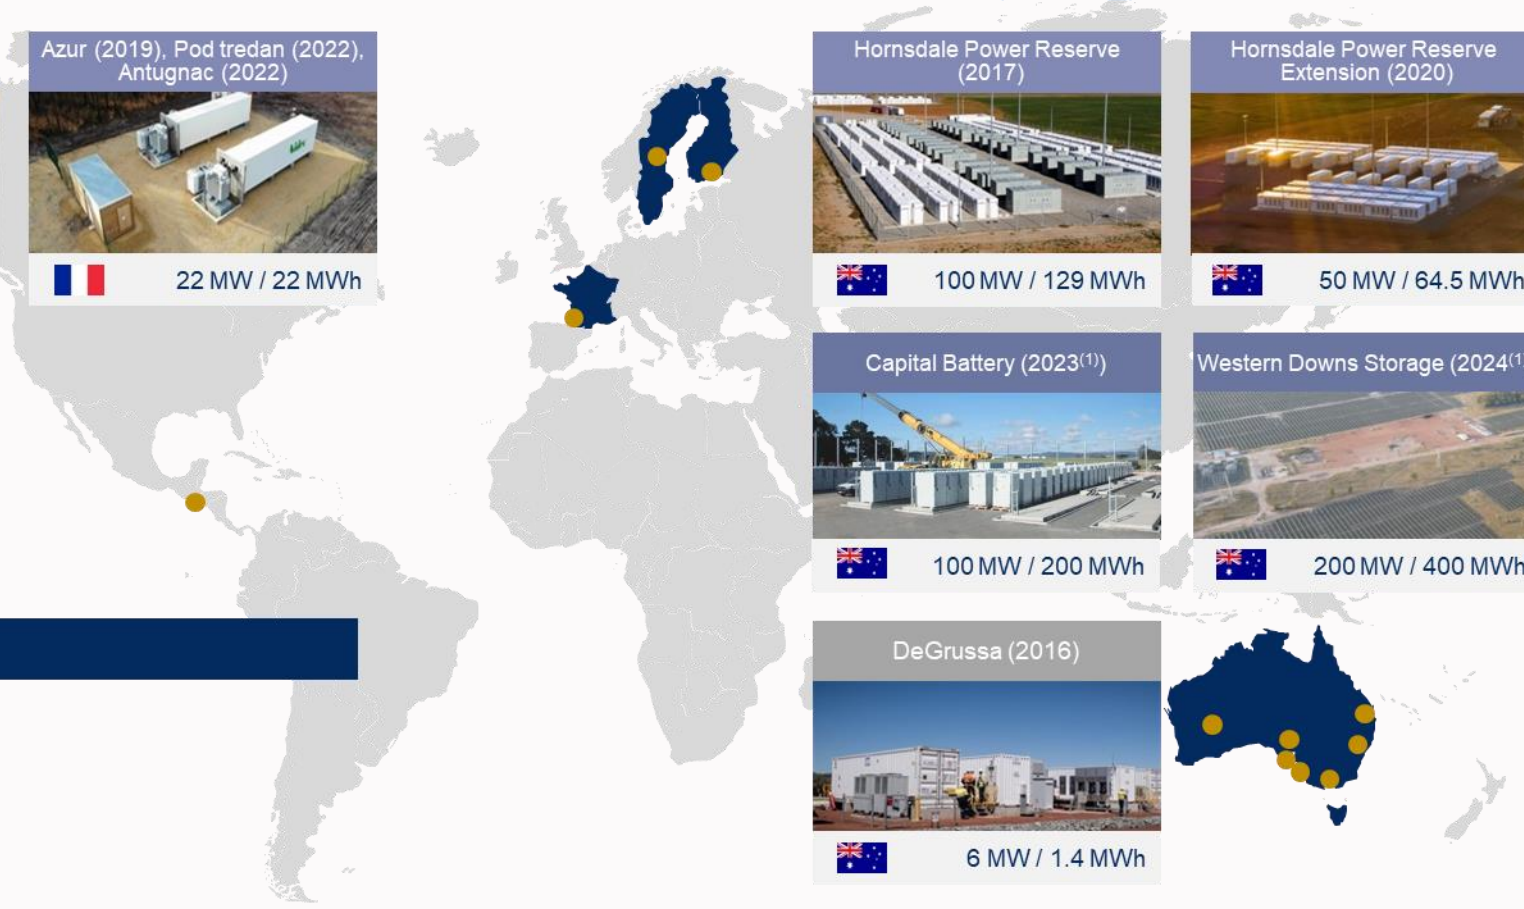 Azur (2019), Pod tredan (2022),
Antugnac (2022)
22 MW / 22 MWh
Hornsdale Power Reserve
(2017)
100 MW / 129 MWh
Hornsdale Power Reserve
Extension (2020)
50 MW / 64.5 MWh
Capital Battery (2023⁽¹⁾)
100 MW / 200 MWh
Western Downs Storage (2024⁽¹
200 MW / 400 MWh
DeGrussa (2016)
6 MW / 1.4 MWh